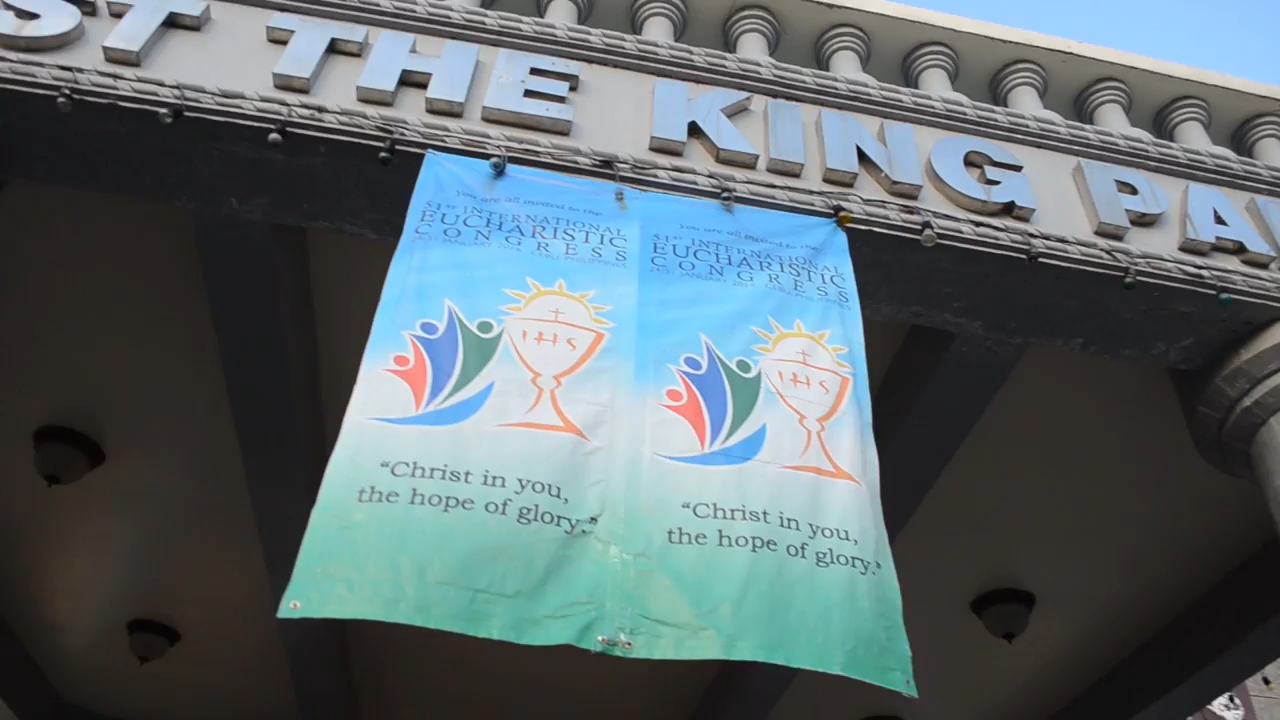 ST THE KING PA
You are all invited to the
51st INTERNATIONAL
EUCHARISTIC
CONGRESS
CEBU, PHILIPPINES
IHS
"Christ in you,
the hope of glory."
You are all invited to the
51st INTERNATIONAL
EUCHARISTIC
CONGRESS
IHS
"Christ in you,
the hope of glory."